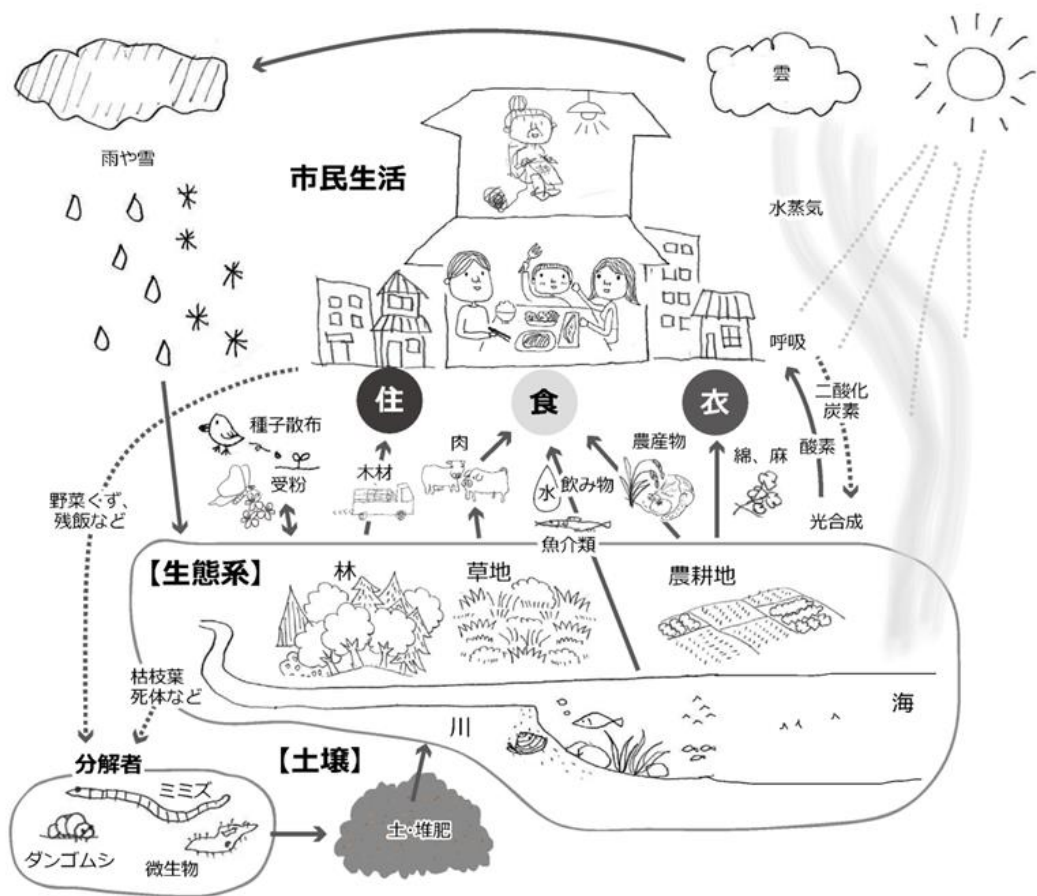 雲
雨や雪
市民生活
水蒸気
呼吸
二酸化
炭素
酸素
光合成
住
食
衣
種子散布
受粉
木材
肉
水
飲み物
魚介類
農産物
綿、麻
野菜くず、
残飯など
【生態系】
林
草地
農耕地
枯枝葉
死体など
川
海
【土壌】
分解者
ミミズ
ダンゴムシ
微生物
土・堆肥